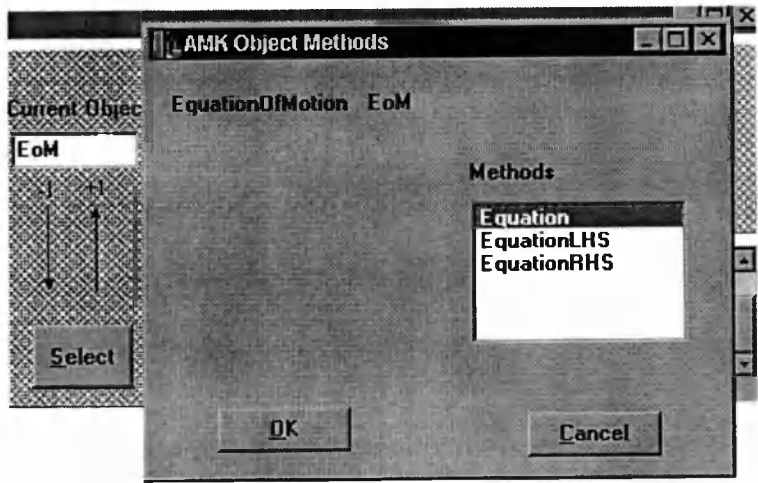 AMK Object Methods
EquationOfMotion EoM
Current Objec
EoM
-1 +1
Select
Methods
Equation
EquationLHS
EquationRHS
OK
Cancel